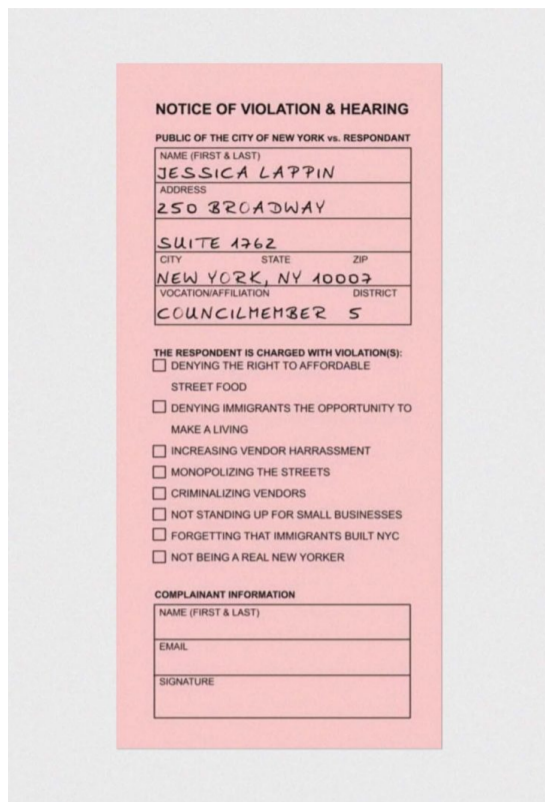 NOTICE OF VIOLATION & HEARING
PUBLIC OF THE CITY OF NEW YORK vs. RESPONDANT
NAME (FIRST & LAST)
JESSICA LAPPIN
ADDRESS
250 BROADWAY
SUITE 1762
CITY STATE ZIP
NEW YORK, NY 10007
VOCATION/AFFILIATION DISTRICT
COUNCILMEMBER 5
THE RESPONDENT IS CHARGED WITH VIOLATION(S):
DENYING THE RIGHT TO AFFORDABLE
STREET FOOD
DENYING IMMIGRANTS THE OPPORTUNITY TO
MAKE A LIVING
INCREASING VENDOR HARRASSMENT
MONOPOLIZING THE STREETS
CRIMINALIZING VENDORS
NOT STANDING UP FOR SMALL BUSINESSES
FORGETTING THAT IMMIGRANTS BUILT NYC
NOT BEING A REAL NEW YORKER
COMPLAINANT INFORMATION
NAME (FIRST & LAST)
EMAIL
SIGNATURE